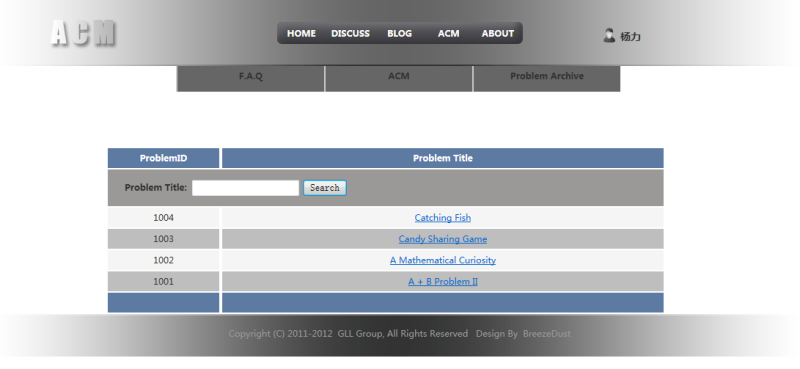 ACM HOME DISCUSS BLOG ACM ABOUT 杨力
F.A.Q ACM Problem Archive
ProblemID Problem Title
Problem Title: Search
1004 Catching Fish
1003 Candy Sharing Game
1002 A Mathematical Curiosity
1001 A + B Problem II
Copyright (C) 2011-2012 GLL Group, All Rights Reserved Design By BreezeDust